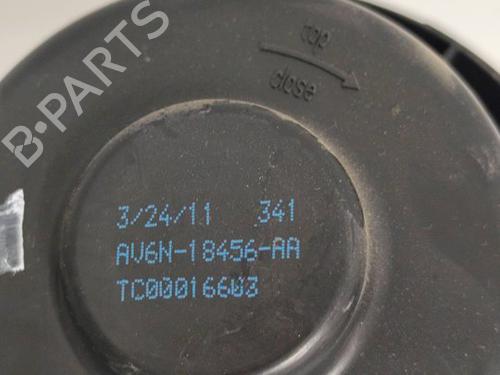 top
close
B-PARTS
3/24/11 341
AV6N-18456-AA
TC00016603